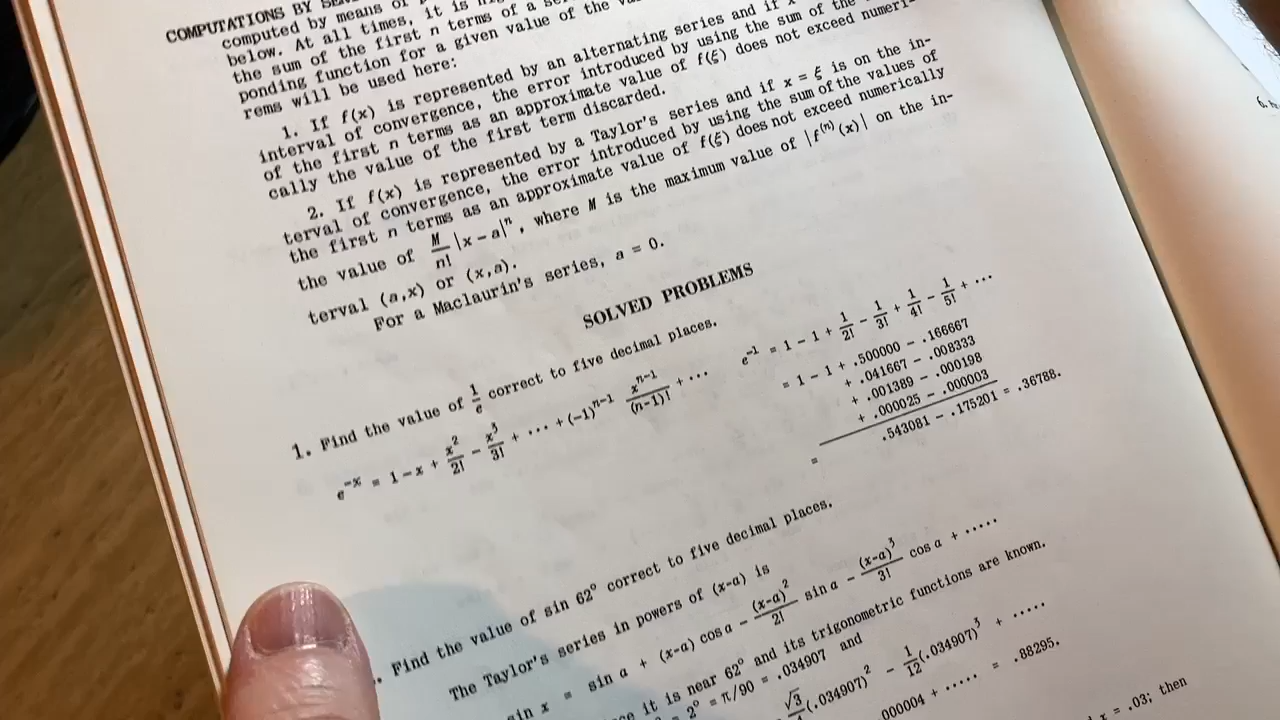 COMPUTATIONS BY
computed by means of
below. At all times, it is
the sum of the first n terms of a
ponding function for a given value of the
rems will be used here:
1. If f(x) is represented by an alternating series and if
interval of convergence, the error introduced by using the sum of the
of the first n terms as an approximate value of f(ξ) does not exceed numeri-
cally the value of the first term discarded.
2. If f(x) is represented by a Taylor's series and if x = ξ is on the in-
terval of convergence, the error introduced by using the sum of the values of
the first n terms as an approximate value of f(ξ) does not exceed numerically
the value of M/n! |x − a|ⁿ, where M is the maximum value of |f⁽ⁿ⁾(x)| on the in-
terval (a,x) or (x,a).
For a Maclaurin's series, a = 0.
SOLVED PROBLEMS
1. Find the value of 1/e correct to five decimal places.
e⁻ˣ = 1 − x + x²/2! − x³/3! + ··· + (−1)ⁿ⁻¹ xⁿ⁻¹/(n−1)! + ···
e⁻¹ = 1 − 1 + 1/2! − 1/3! + 1/4! − 1/5! + ···
= 1 − 1 + .500000 − .166667
+ .041667 − .008333
+ .001389 − .000198
+ .000025 − .000003
= .543081 − .175201 = .36788.
Find the value of sin 62° correct to five decimal places.
The Taylor's series in powers of (x−a) is
sin x = sin a + (x−a) cos a − (x−a)²/2! sin a − (x−a)³/3! cos a + ·····
it is near 62° and its trigonometric functions are known.
2° = π/90 = .034907 and
(.034907)² − 1/12(.034907)³ + ·····
000004 + ····· = .88295.
= .03; then